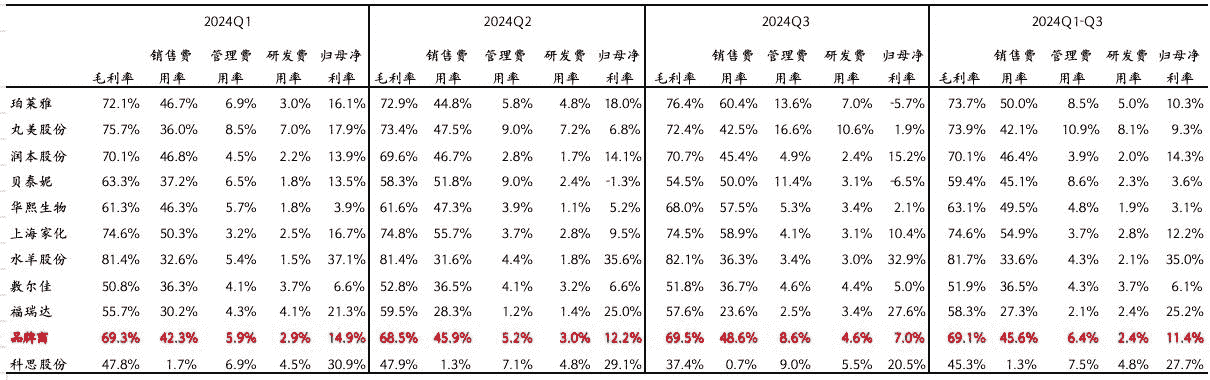 2024Q1 2024Q2 2024Q3 2024Q1-Q3
销售费 管理费 研发费 归母净 销售费 管理费 研发费 归母净 销售费 管理费 研发费 归母净 销售费 管理费 研发费 归母净
毛利率 用率 用率 用率 利率 毛利率 用率 用率 用率 利率 毛利率 用率 用率 用率 利率 毛利率 用率 用率 用率 利率
珀莱雅 72.1% 46.7% 6.9% 3.0% 16.1% 72.9% 44.8% 5.8% 4.8% 18.0% 76.4% 60.4% 13.6% 7.0% -5.7% 73.7% 50.0% 8.5% 5.0% 10.3%
丸美股份 75.7% 36.0% 8.5% 7.0% 17.9% 73.4% 47.5% 9.0% 7.2% 6.8% 72.4% 42.5% 16.6% 10.6% 1.9% 73.9% 42.1% 10.9% 8.1% 9.3%
润本股份 70.1% 46.8% 4.5% 2.2% 13.9% 69.6% 46.7% 2.8% 1.7% 14.1% 70.7% 45.4% 4.9% 2.4% 15.2% 70.1% 46.4% 3.9% 2.0% 14.3%
贝泰妮 63.3% 37.2% 6.5% 1.8% 13.5% 58.3% 51.8% 9.0% 2.4% -1.3% 54.5% 50.0% 11.4% 3.1% -6.5% 59.4% 45.1% 8.6% 2.3% 3.6%
华熙生物 61.3% 46.3% 5.7% 1.8% 3.9% 61.6% 47.3% 3.9% 1.1% 5.2% 68.0% 57.5% 5.3% 3.4% 2.1% 63.1% 49.5% 4.8% 1.9% 3.1%
上海家化 74.6% 50.3% 3.2% 2.5% 16.7% 74.8% 55.7% 3.7% 2.8% 9.5% 74.5% 58.9% 4.1% 3.1% 10.4% 74.6% 54.9% 3.7% 2.8% 12.2%
水羊股份 81.4% 32.6% 5.4% 1.5% 37.1% 81.4% 31.6% 4.4% 1.8% 35.6% 82.1% 36.3% 3.4% 3.0% 32.9% 81.7% 33.6% 4.3% 2.1% 35.0%
敷尔佳 50.8% 36.3% 4.1% 3.7% 6.6% 52.8% 36.5% 4.1% 3.2% 6.6% 51.8% 36.7% 4.6% 4.4% 5.0% 51.9% 36.5% 4.3% 3.7% 6.1%
福瑞达 55.7% 30.2% 4.3% 4.1% 21.3% 59.5% 28.3% 1.2% 1.4% 25.0% 57.6% 23.6% 2.5% 3.4% 27.6% 58.3% 27.3% 2.1% 2.4% 25.2%
品牌商 69.3% 42.3% 5.9% 2.9% 14.9% 68.5% 45.9% 5.2% 3.0% 12.2% 69.5% 48.6% 8.6% 4.6% 7.0% 69.1% 45.6% 6.4% 2.4% 11.4%
科思股份 47.8% 1.7% 6.9% 4.5% 30.9% 47.9% 1.3% 7.1% 4.8% 29.1% 37.4% 0.7% 9.0% 5.5% 20.5% 45.3% 1.3% 7.5% 4.8% 27.7%